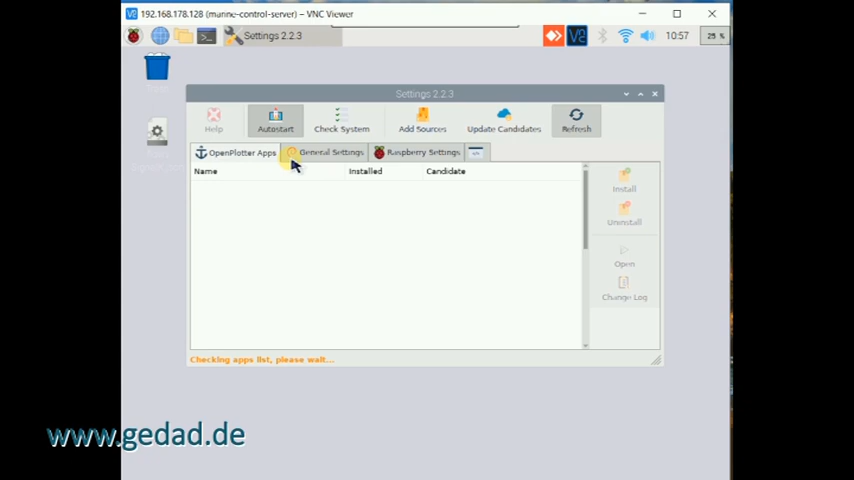 192.168.178.128 (marine-control-server) – VNC Viewer
Settings 2.2.3
10:57
25 %
Settings 2.2.3
Help
Autostart
Check System
Add Sources
Update Candidates
Refresh
OpenPlotter Apps
General Settings
Raspberry Settings
Name
Installed
Candidate
Install
Uninstall
Open
Change Log
Checking apps list, please wait...
www.gedad.de